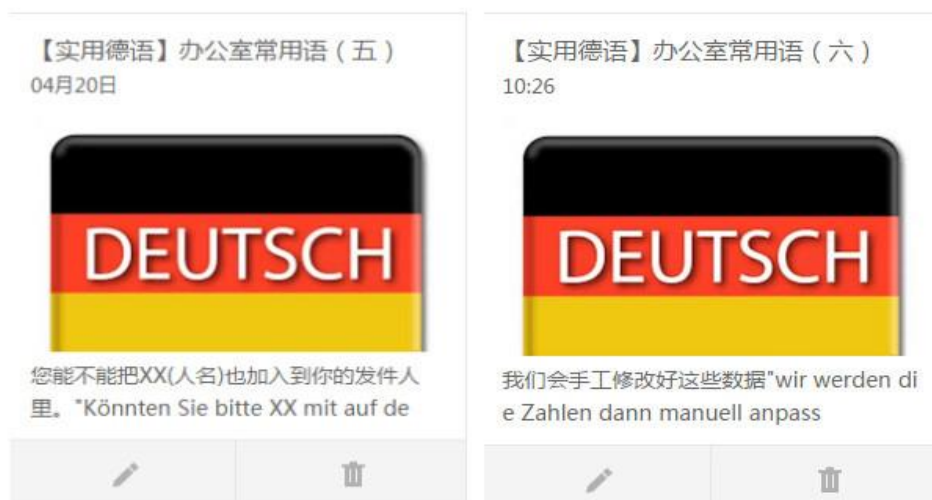 【实用德语】办公室常用语（五）
04月20日
DEUTSCH
您能不能把XX(人名)也加入到你的发件人
里。"Könnten Sie bitte XX mit auf de
【实用德语】办公室常用语（六）
10:26
DEUTSCH
我们会手工修改好这些数据"wir werden di
e Zahlen dann manuell anpass